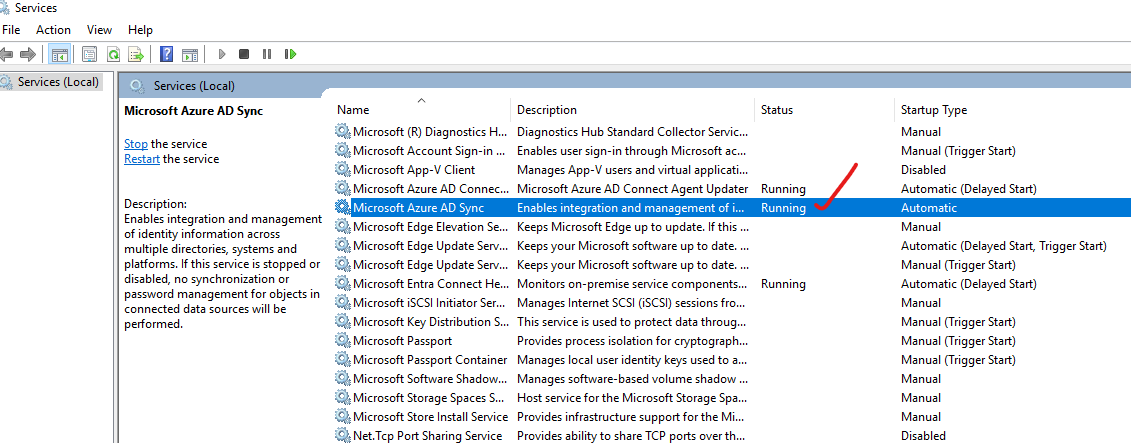 Services
File Action View Help
Services (Local)
Services (Local)
Microsoft Azure AD Sync
Stop the service
Restart the service
Description:
Enables integration and management
of identity information across
multiple directories, systems and
platforms. If this service is stopped or
disabled, no synchronization or
password management for objects in
connected data sources will be
performed.
Name Description Status Startup Type
Microsoft (R) Diagnostics H... Diagnostics Hub Standard Collector Servic... Manual
Microsoft Account Sign-in ... Enables user sign-in through Microsoft ac... Manual (Trigger Start)
Microsoft App-V Client Manages App-V users and virtual applicati... Disabled
Microsoft Azure AD Connec... Microsoft Azure AD Connect Agent Updater Running Automatic (Delayed Start)
Microsoft Azure AD Sync Enables integration and management of i... Running Automatic
Microsoft Edge Elevation Se... Keeps Microsoft Edge up to update. If this ... Manual
Microsoft Edge Update Serv... Keeps your Microsoft software up to date. ... Automatic (Delayed Start, Trigger Start)
Microsoft Edge Update Serv... Keeps your Microsoft software up to date. ... Manual (Trigger Start)
Microsoft Entra Connect He... Monitors on-premise service components... Running Automatic (Delayed Start)
Microsoft iSCSI Initiator Ser... Manages Internet SCSI (iSCSI) sessions fro... Manual
Microsoft Key Distribution S... This service is used to protect data throug... Manual (Trigger Start)
Microsoft Passport Provides process isolation for cryptograph... Manual (Trigger Start)
Microsoft Passport Container Manages local user identity keys used to a... Manual (Trigger Start)
Microsoft Software Shadow... Manages software-based volume shadow ... Manual
Microsoft Storage Spaces S... Host service for the Microsoft Storage Spa... Manual
Microsoft Store Install Service Provides infrastructure support for the Mi... Manual
Net.Tcp Port Sharing Service Provides ability to share TCP ports over th... Disabled